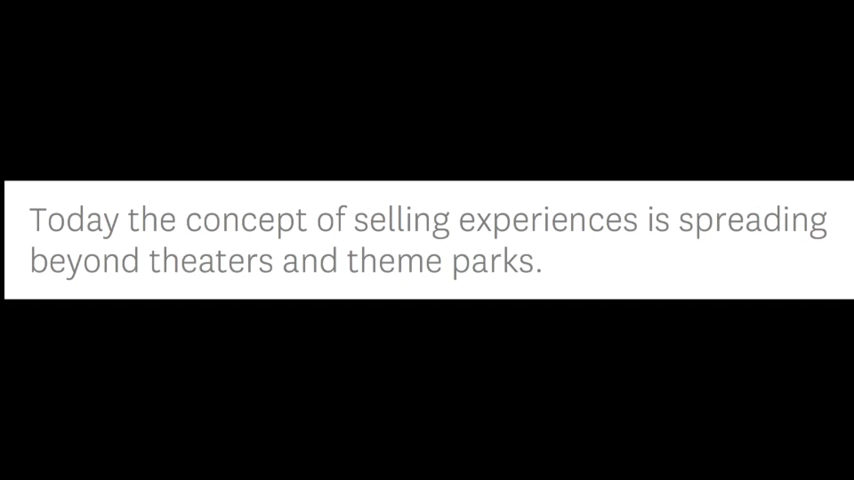 Today the concept of selling experiences is spreading
beyond theaters and theme parks.